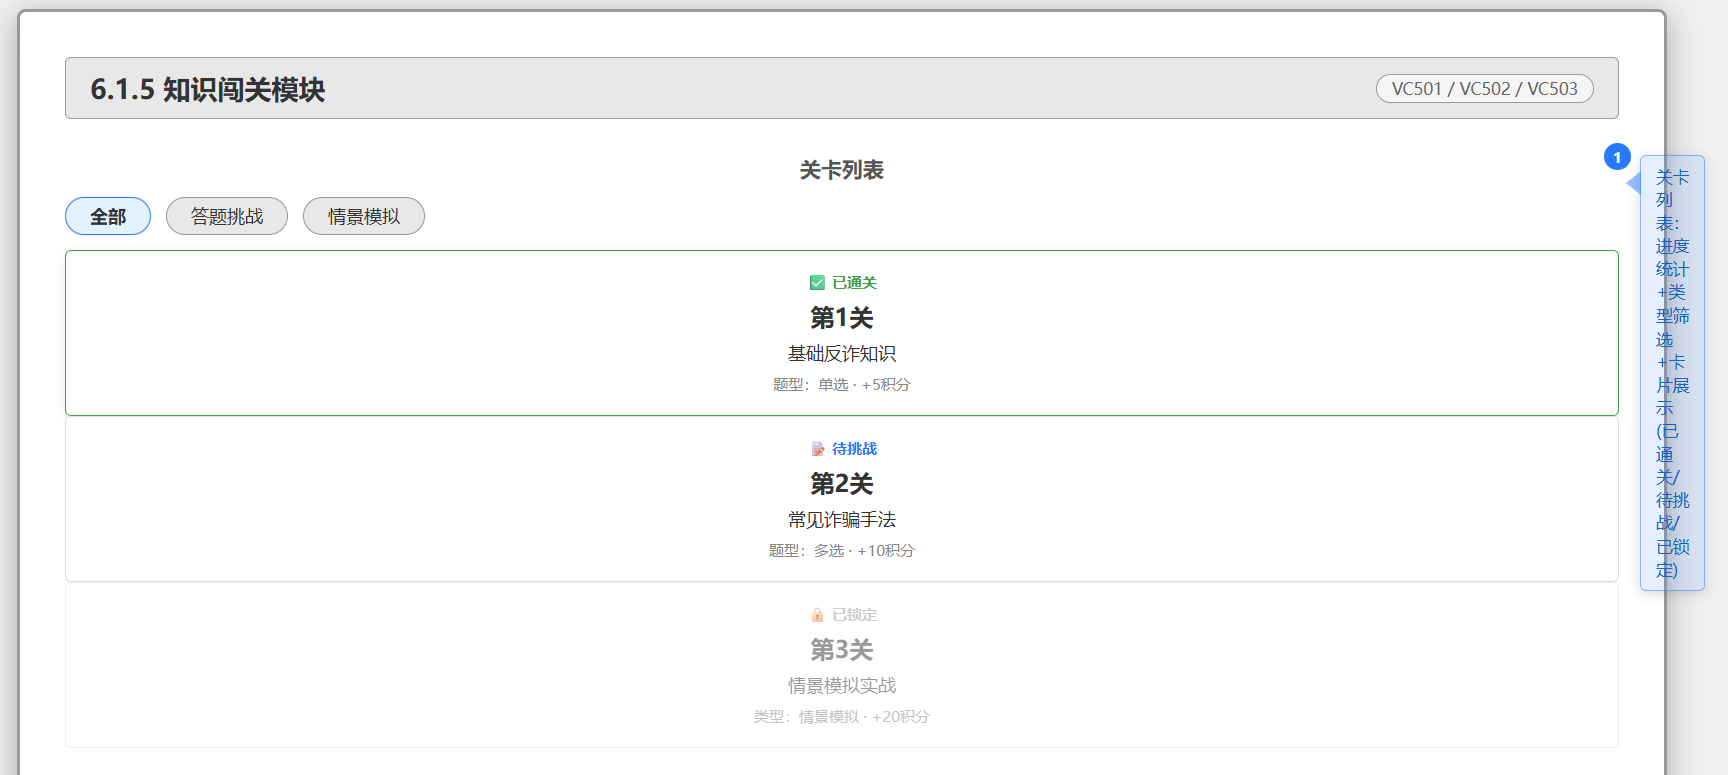 6.1.5 知识闯关模块
VC501 / VC502 / VC503
关卡列表
全部
答题挑战
情景模拟
✅ 已通关
第1关
基础反诈知识
题型：单选 · +5积分
📝 待挑战
第2关
常见诈骗手法
题型：多选 · +10积分
🔒 已锁定
第3关
情景模拟实战
类型：情景模拟 · +20积分
1
关卡
列
表：
进度
统计
+类
型筛
选
+卡
片展
示
(已
通
关/
待挑
战/
已锁
定)